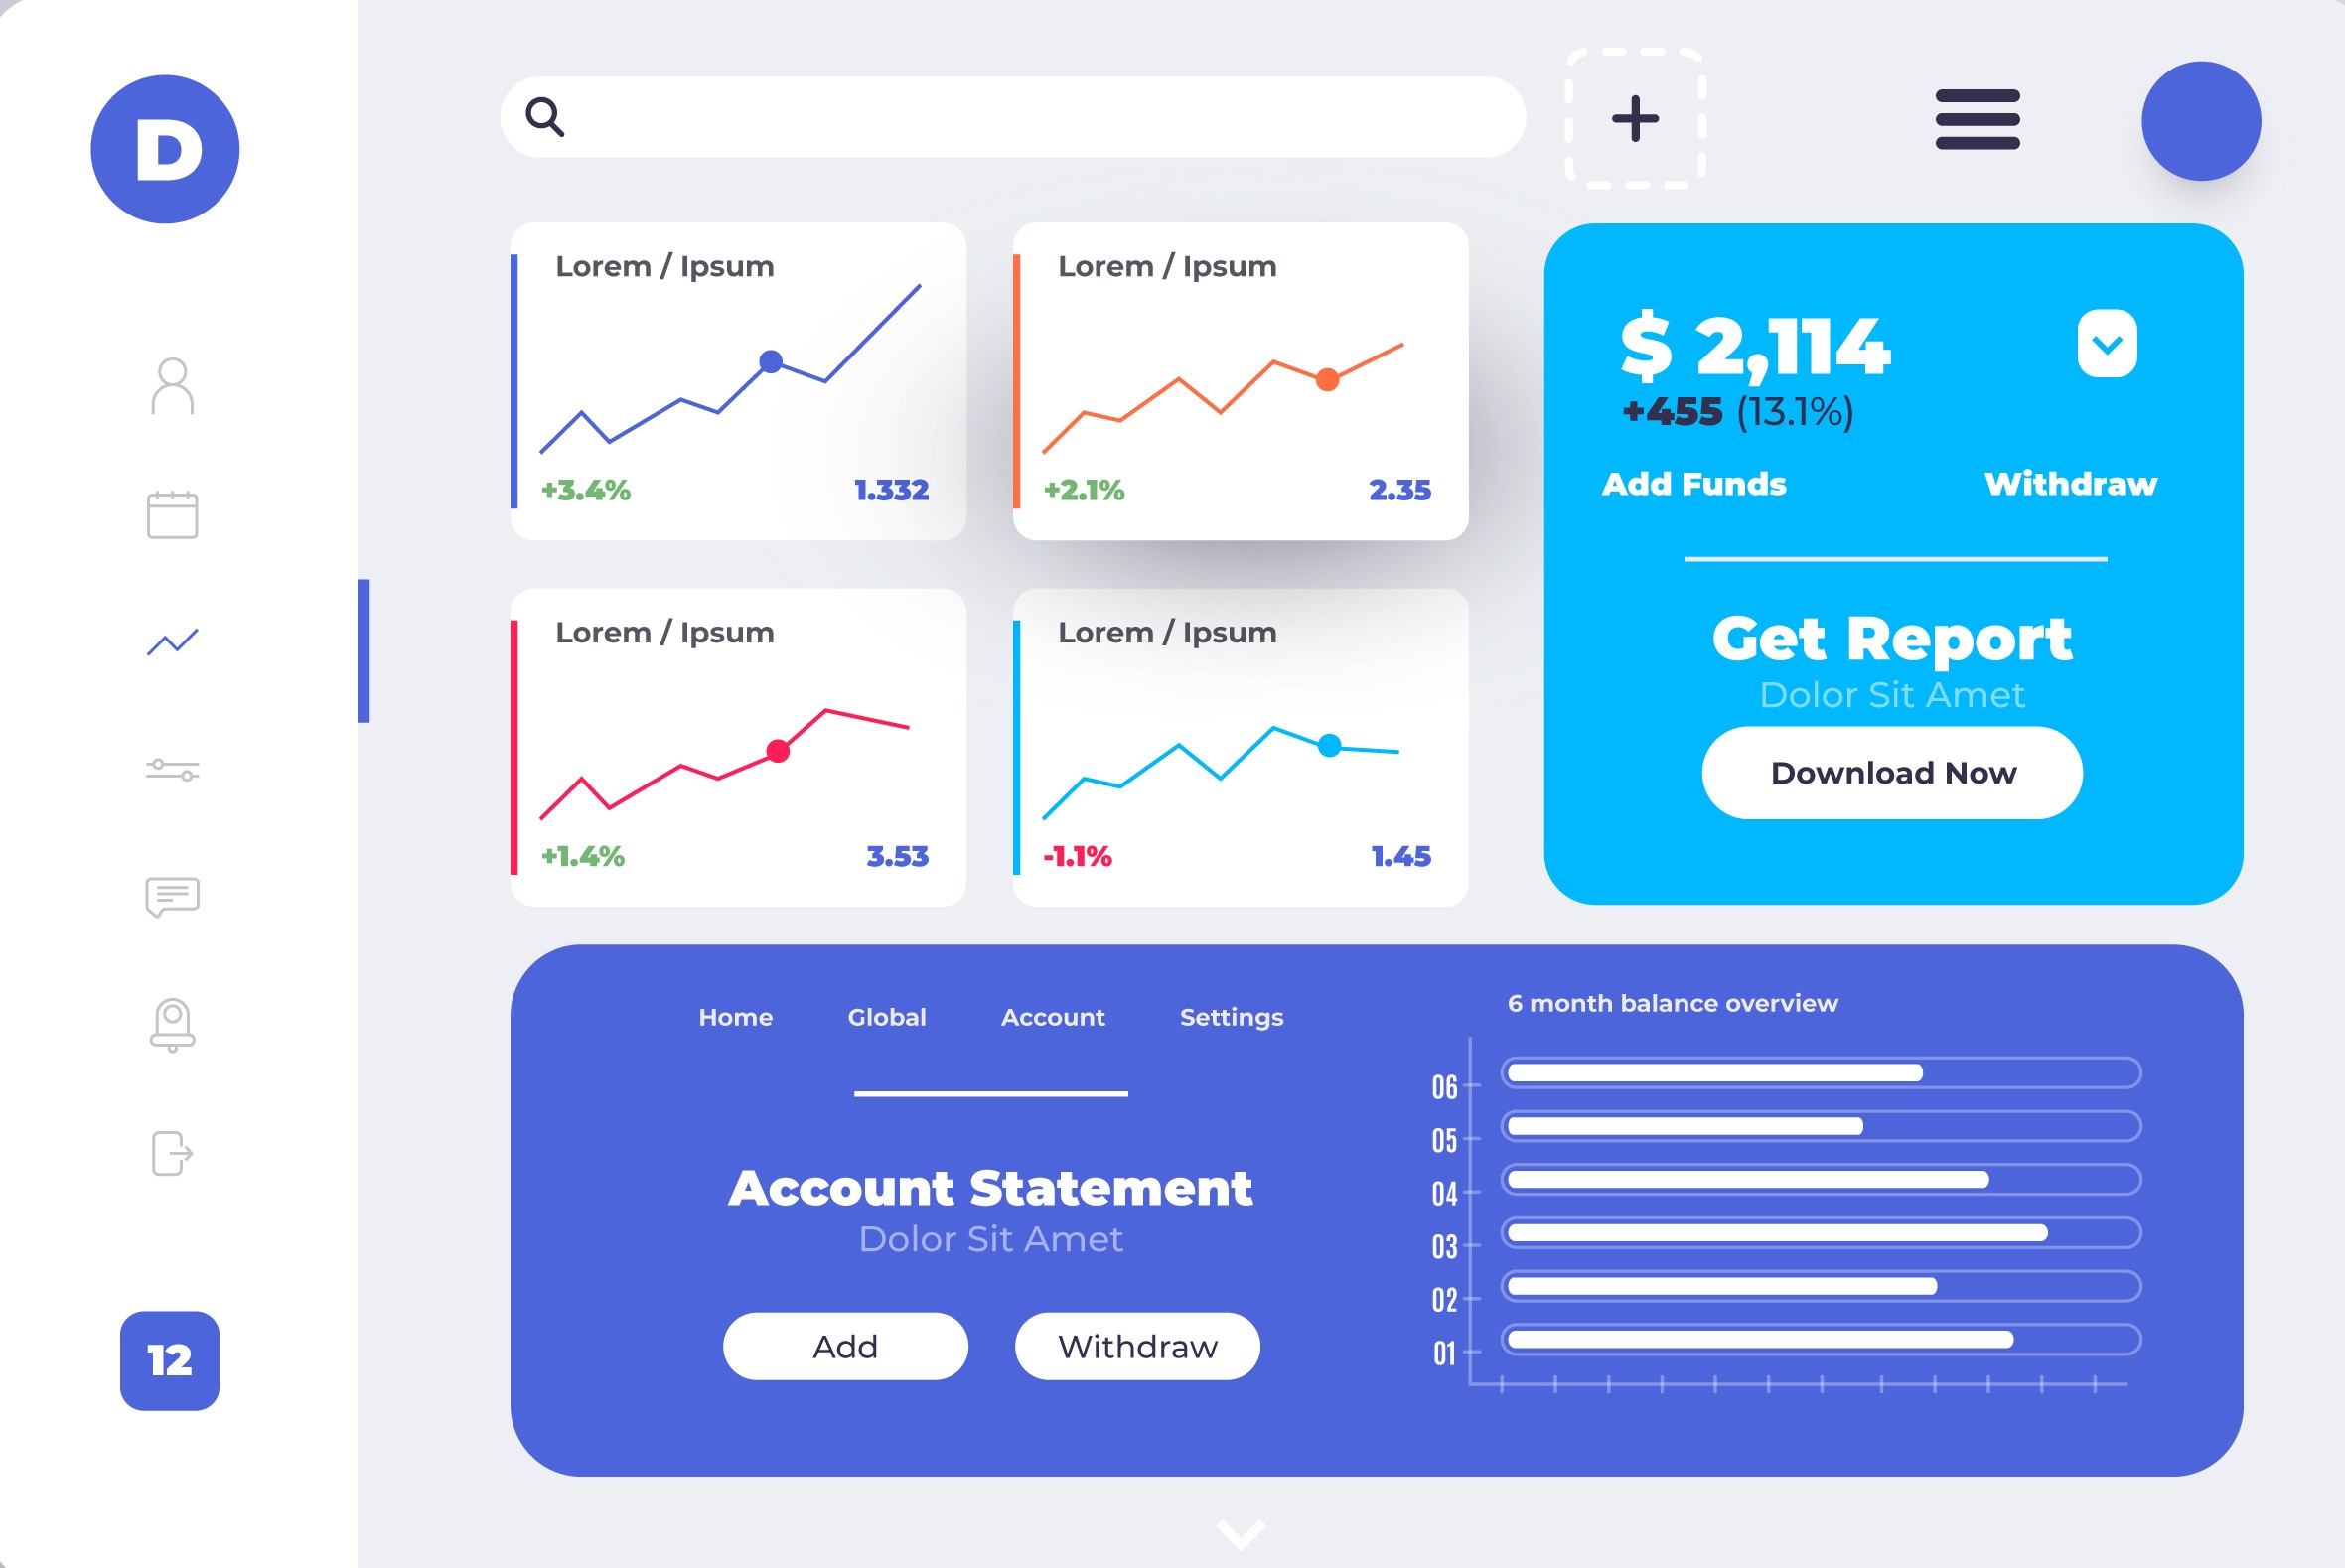 D
12
Lorem / Ipsum
+3.4% 1.332
Lorem / Ipsum
+2.1% 2.35
Lorem / Ipsum
+1.4% 3.53
Lorem / Ipsum
-1.1% 1.45
$ 2,114
+455 (13.1%)
Add Funds Withdraw
Get Report
Dolor Sit Amet
Download Now
Home Global Account Settings
Account Statement
Dolor Sit Amet
Add Withdraw
6 month balance overview
06
05
04
03
02
01